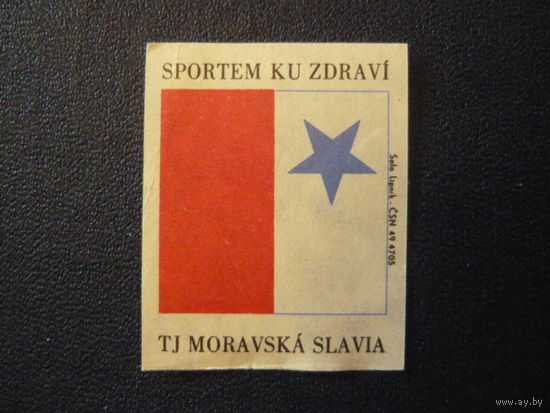 SPORTEM KU ZDRAVÍ
Solo Lipník - ČSN 49 4705
TJ MORAVSKÁ SLAVIA
www.ay.by